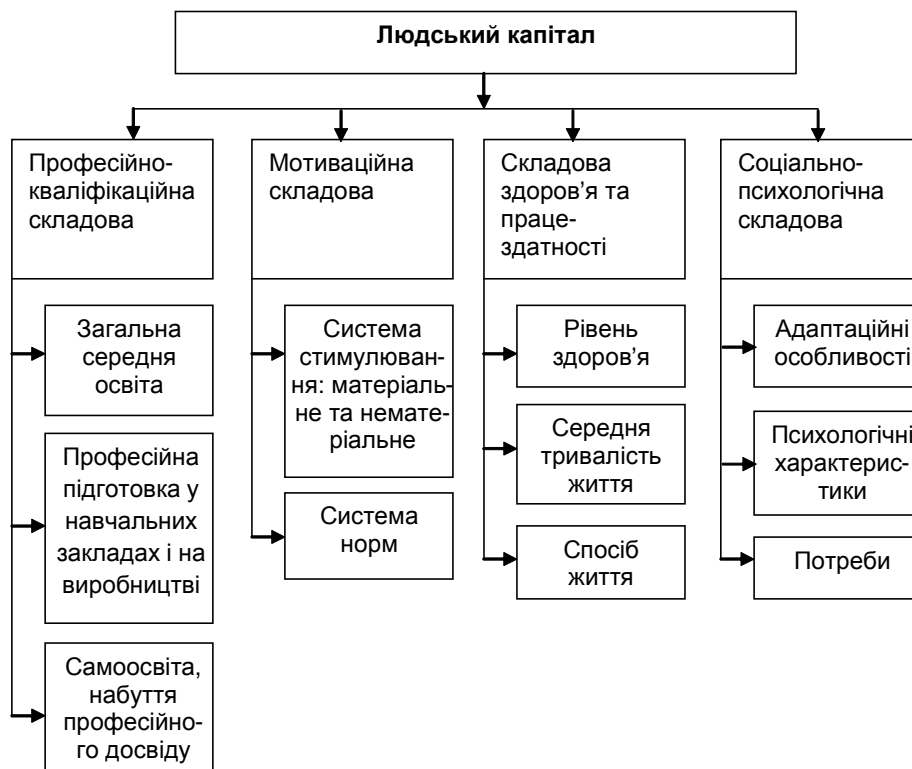 Людський капітал
Професійно-
кваліфікаційна
складова
Мотиваційна
складова
Складова
здоров’я та
праце-
здатності
Соціально-
психологічна
складова
Загальна
середня
освіта
Професійна
підготовка у
навчальних
закладах і на
виробництві
Самоосвіта,
набуття
професійно-
го досвіду
Система
стимулюван-
ня: матеріаль-
не та немате-
ріальне
Система
норм
Рівень
здоров’я
Середня
тривалість
життя
Спосіб
життя
Адаптаційні
особливості
Психологічні
характерис-
тики
Потреби